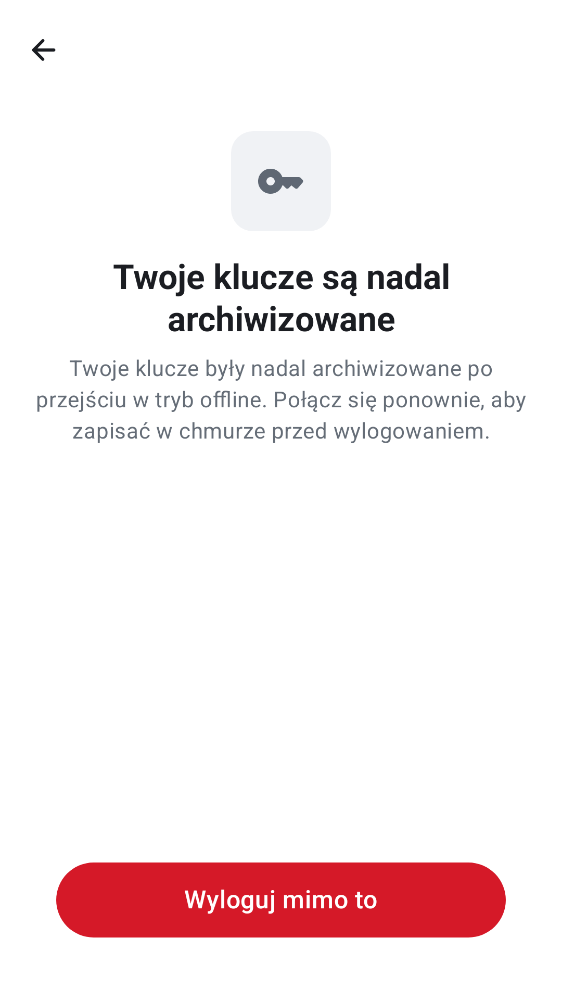 Twoje klucze są nadal
archiwizowane
Twoje klucze były nadal archiwizowane po
przejściu w tryb offline. Połącz się ponownie, aby
zapisać w chmurze przed wylogowaniem.
Wyloguj mimo to